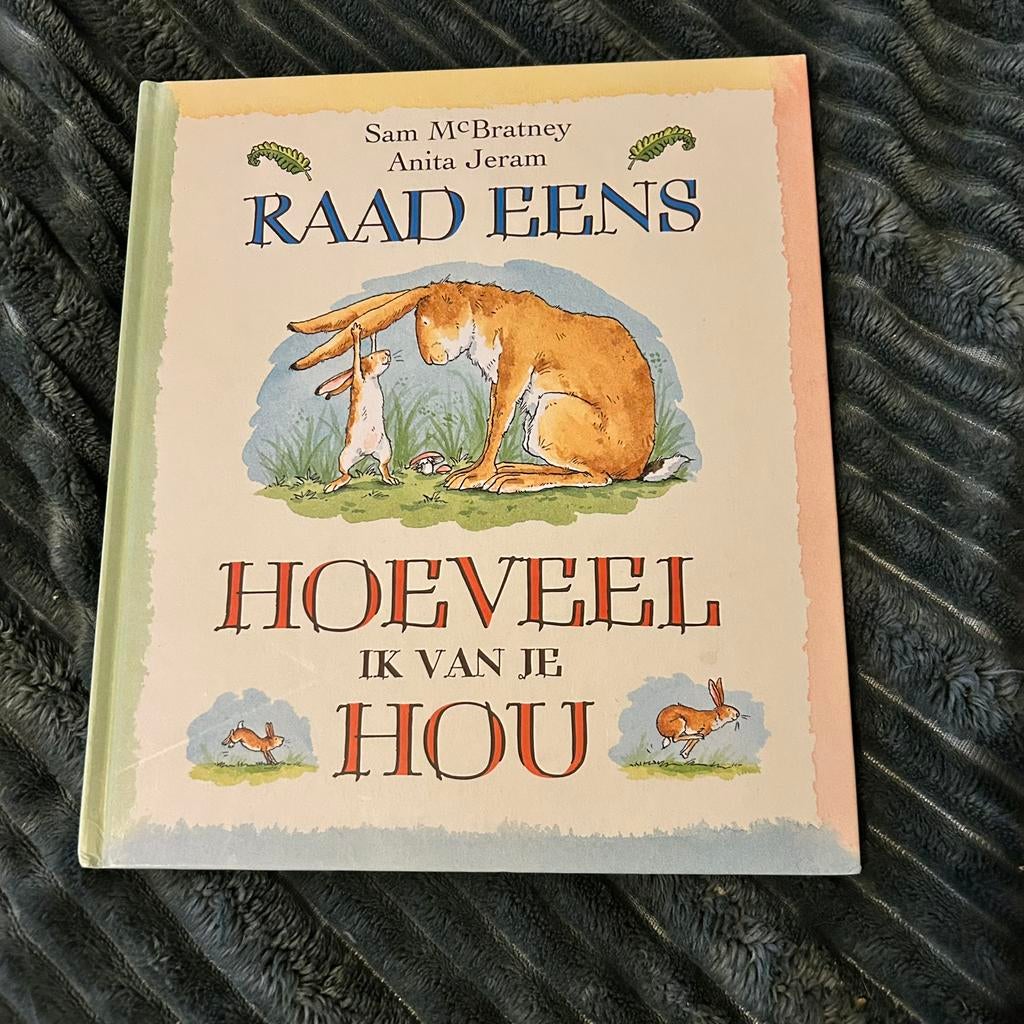 Sam McBratney
Anita Jeram
RAAD EENS
HOEVEEL
IK VAN JE
HOU